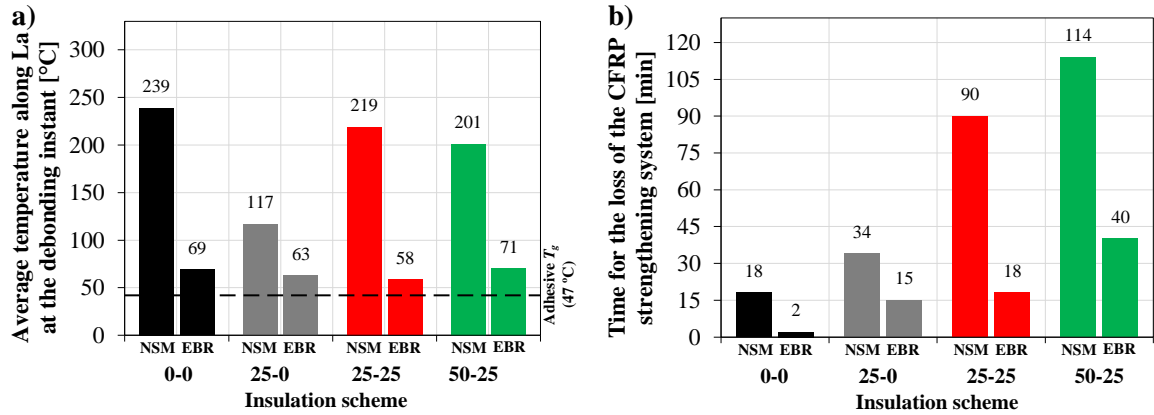 a)
Average temperature along La
at the debonding instant [°C]
300
250
200
150
100
50
0
239
69
117
63
219
58
201
71
Adhesive Tg
(47 ºC)
NSM EBR NSM EBR NSM EBR NSM EBR
0-0 25-0 25-25 50-25
Insulation scheme
b)
Time for the loss of the CFRP
strengthening system [min]
120
105
90
75
60
45
30
15
0
18
2
34
15
90
18
114
40
NSM EBR NSM EBR NSM EBR NSM EBR
0-0 25-0 25-25 50-25
Insulation scheme